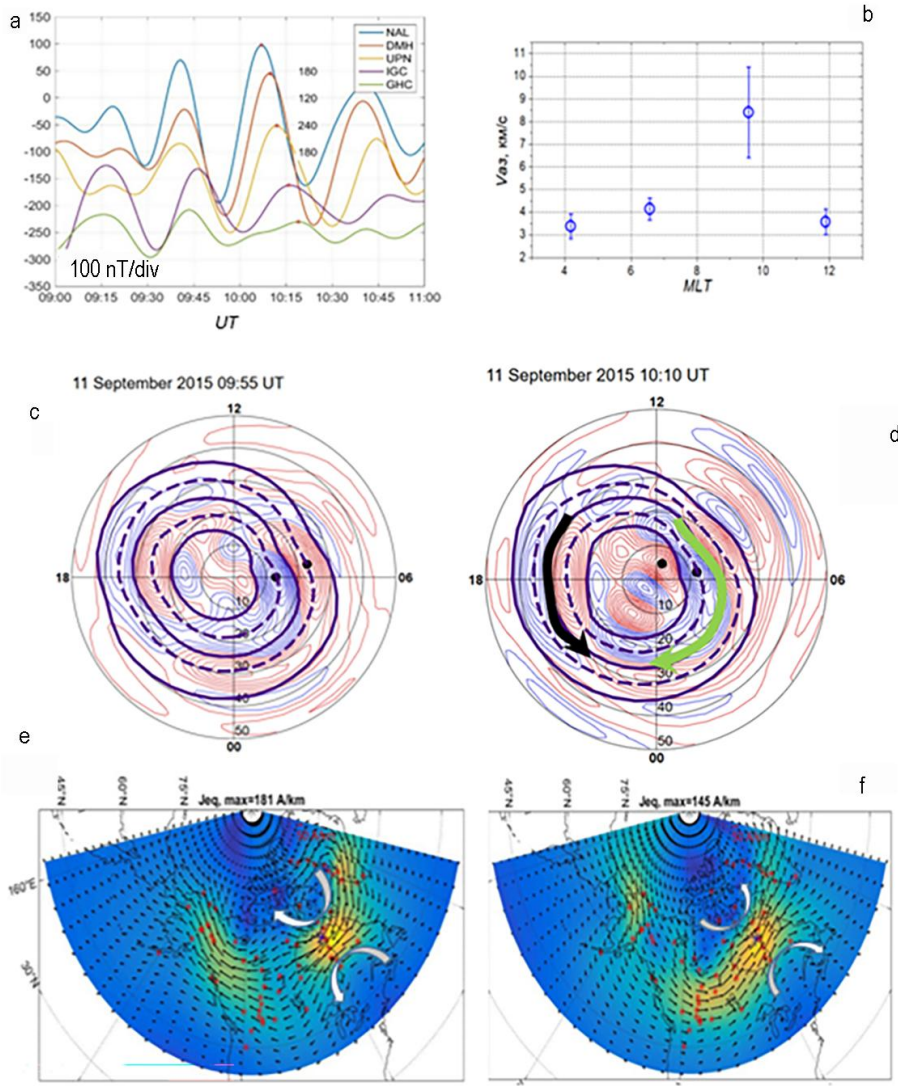 a
150
100
50
0
-50
-100
-150
-200
-250
-300
-350
NAL
DMH
UPN
IGC
GHC
180
120
240
180
100 nT/div
09:00 09:15 09:30 09:45 10:00 10:15 10:30 10:45 11:00
UT
b
11
10
9
8
7
6
5
4
3
2
Vаз, км/с
4 6 8 10 12
MLT
11 September 2015 09:55 UT
c
12
18
06
10
20
30
40
50
00
11 September 2015 10:10 UT
d
12
18
06
10
20
30
40
50
00
e
45°N
60°N
75°N
Jeq, max=181 A/km
160°E
30°N
f
45°N
60°N
75°N
Jeq, max=145 A/km